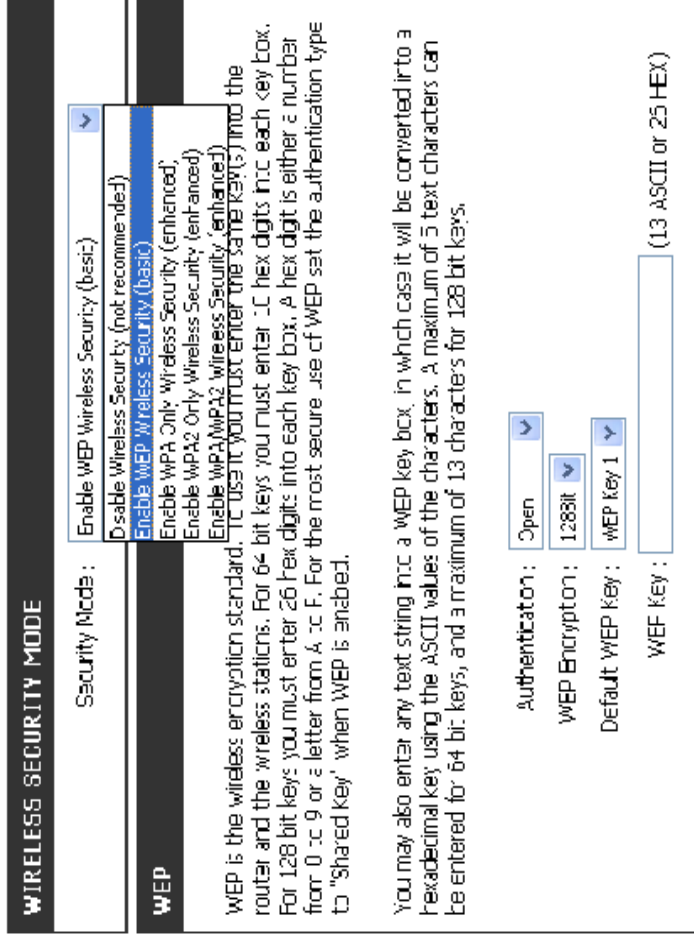 WIRELESS SECURITY MODE
Security Mode :
Enable WEP Wireless Security (basic)
Disable Wireless Security (not recommended)
Enable WEP Wireless Security (basic)
Enable WPA Only Wireless Security (enhanced)
Enable WPA2 Only Wireless Security (enhanced)
Enable WPA/WPA2 Wireless Security (enhanced)
WEP
WEP is the wireless encryption standard. To use it you must enter the same key(s) into the
router and the wireless stations. For 64 bit keys you must enter 10 hex digits into each key box.
For 128 bit keys you must enter 26 hex digits into each key box. A hex digit is either a number
from 0 to 9 or a letter from A to F. For the most secure use of WEP set the authentication type
to "Shared Key" when WEP is enabled.
You may also enter any text string into a WEP key box, in which case it will be converted into a
hexadecimal key using the ASCII values of the characters. A maximum of 5 text characters can
be entered for 64 bit keys, and a maximum of 13 characters for 128 bit keys.
Authentication : Open
WEP Encryption : 128Bit
Default WEP Key : WEP Key 1
WEP Key : (13 ASCII or 26 HEX)